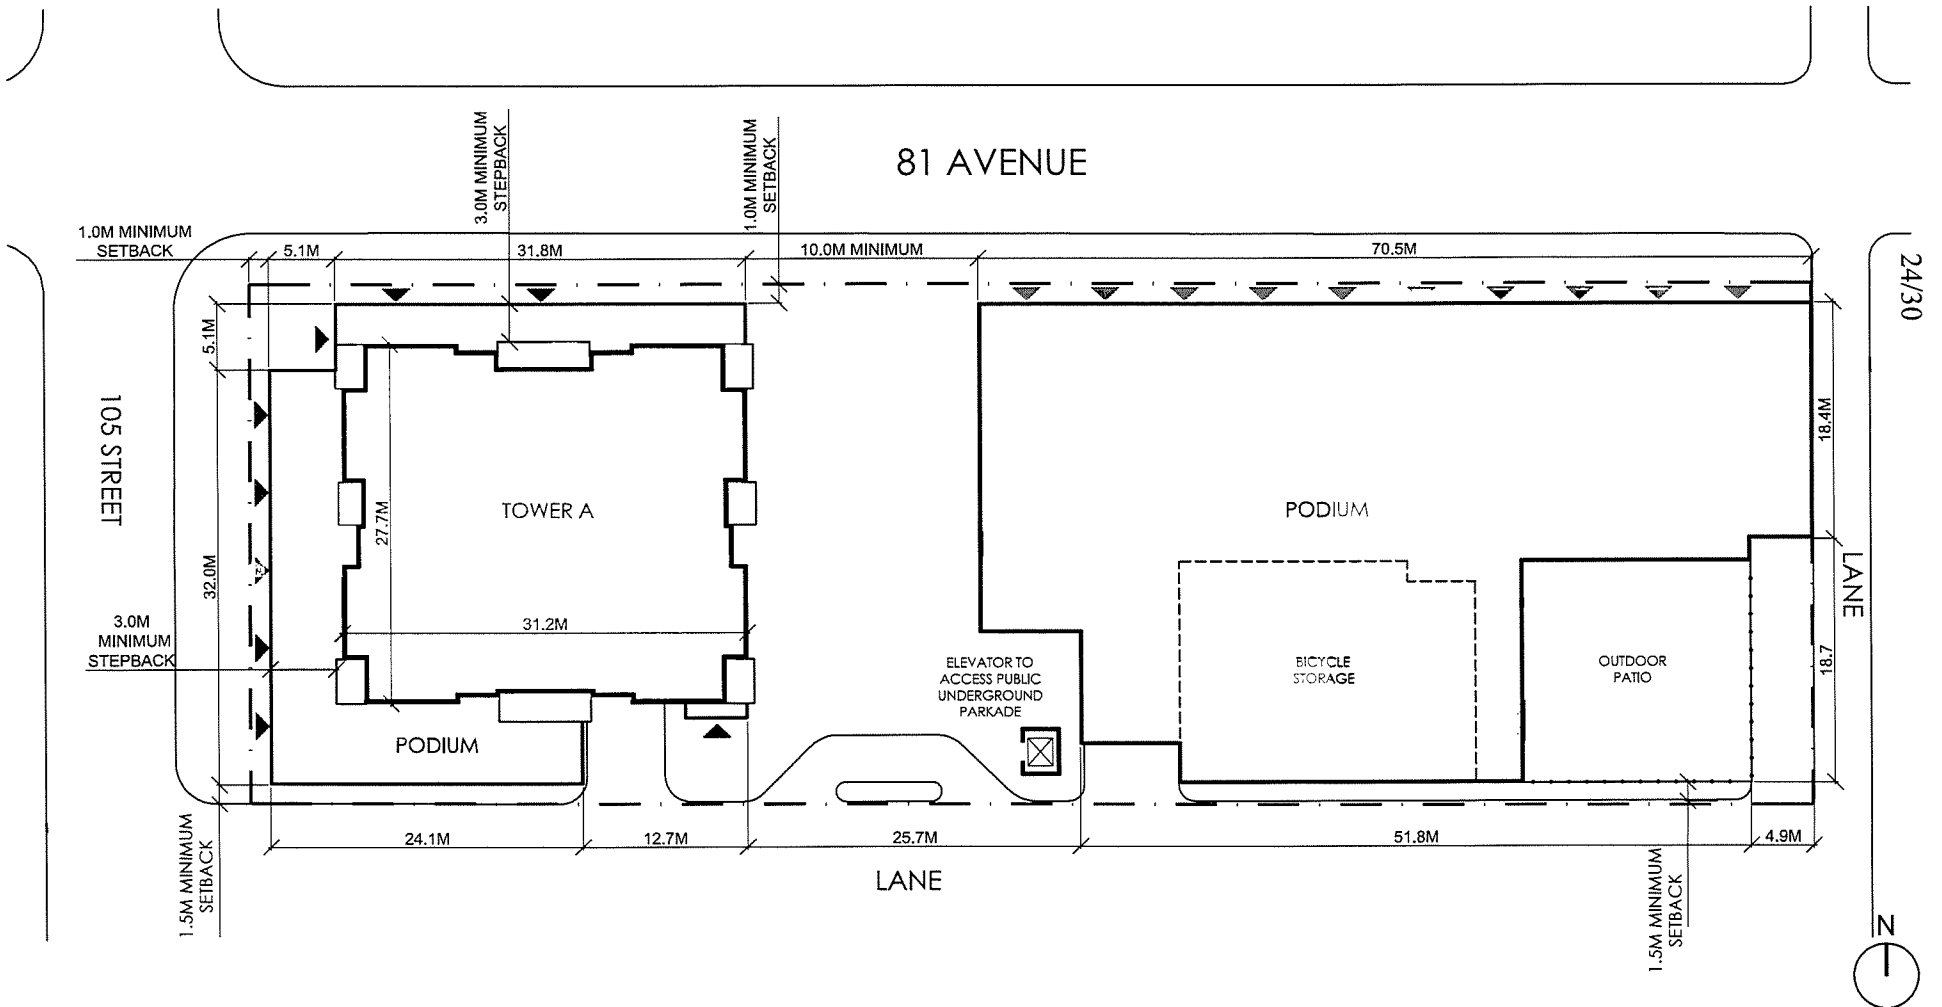 81 AVENUE
3.0M MINIMUM
STEPBACK
1.0M MINIMUM
SETBACK
1.0M MINIMUM
SETBACK
5.1M
31.8M
10.0M MINIMUM
70.5M
24/30
5.1M
18.4M
105 STREET
27.7M
TOWER A
PODIUM
32.0M
LANE
31.2M
3.0M
MINIMUM
STEPBACK
ELEVATOR TO
ACCESS PUBLIC
UNDERGROUND
PARKADE
BICYCLE
STORAGE
OUTDOOR
PATIO
18.7
PODIUM
24.1M
12.7M
25.7M
51.8M
4.9M
1.5M MINIMUM
SETBACK
LANE
1.5M MINIMUM
SETBACK
N